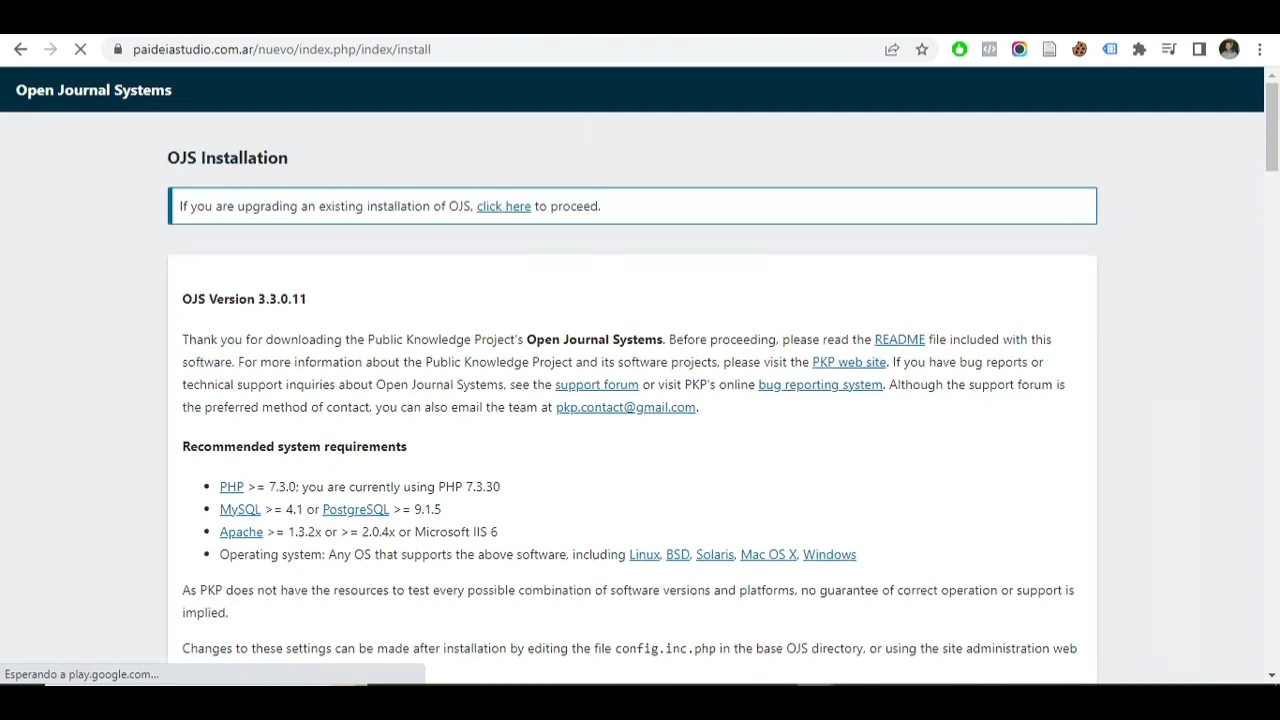 paideiastudio.com.ar/nuevo/index.php/index/install
Open Journal Systems
OJS Installation
If you are upgrading an existing installation of OJS, click here to proceed.
OJS Version 3.3.0.11
Thank you for downloading the Public Knowledge Project's Open Journal Systems. Before proceeding, please read the README file included with this
software. For more information about the Public Knowledge Project and its software projects, please visit the PKP web site. If you have bug reports or
technical support inquiries about Open Journal Systems, see the support forum or visit PKP's online bug reporting system. Although the support forum is
the preferred method of contact, you can also email the team at pkp.contact@gmail.com.
Recommended system requirements
• PHP >= 7.3.0; you are currently using PHP 7.3.30
• MySQL >= 4.1 or PostgreSQL >= 9.1.5
• Apache >= 1.3.2x or >= 2.0.4x or Microsoft IIS 6
• Operating system: Any OS that supports the above software, including Linux, BSD, Solaris, Mac OS X, Windows
As PKP does not have the resources to test every possible combination of software versions and platforms, no guarantee of correct operation or support is
implied.
Changes to these settings can be made after installation by editing the file config.inc.php in the base OJS directory, or using the site administration web
Esperando a play.google.com...